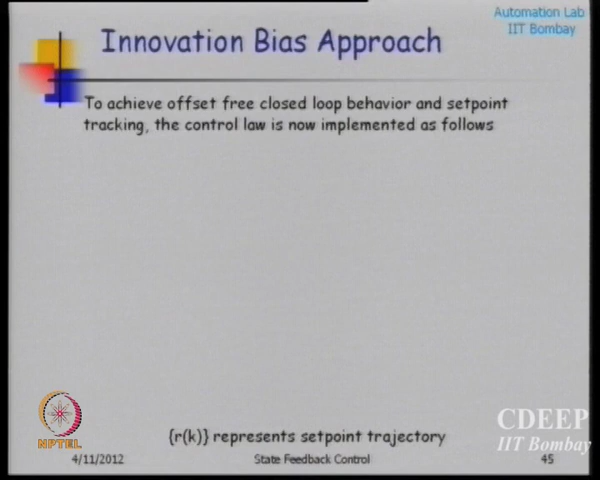 Automation Lab
IIT Bombay
Innovation Bias Approach
To achieve offset free closed loop behavior and setpoint
tracking, the control law is now implemented as follows
{r(k)} represents setpoint trajectory
NPTEL
CDEEP
IIT Bombay
4/11/2012
State Feedback Control
45